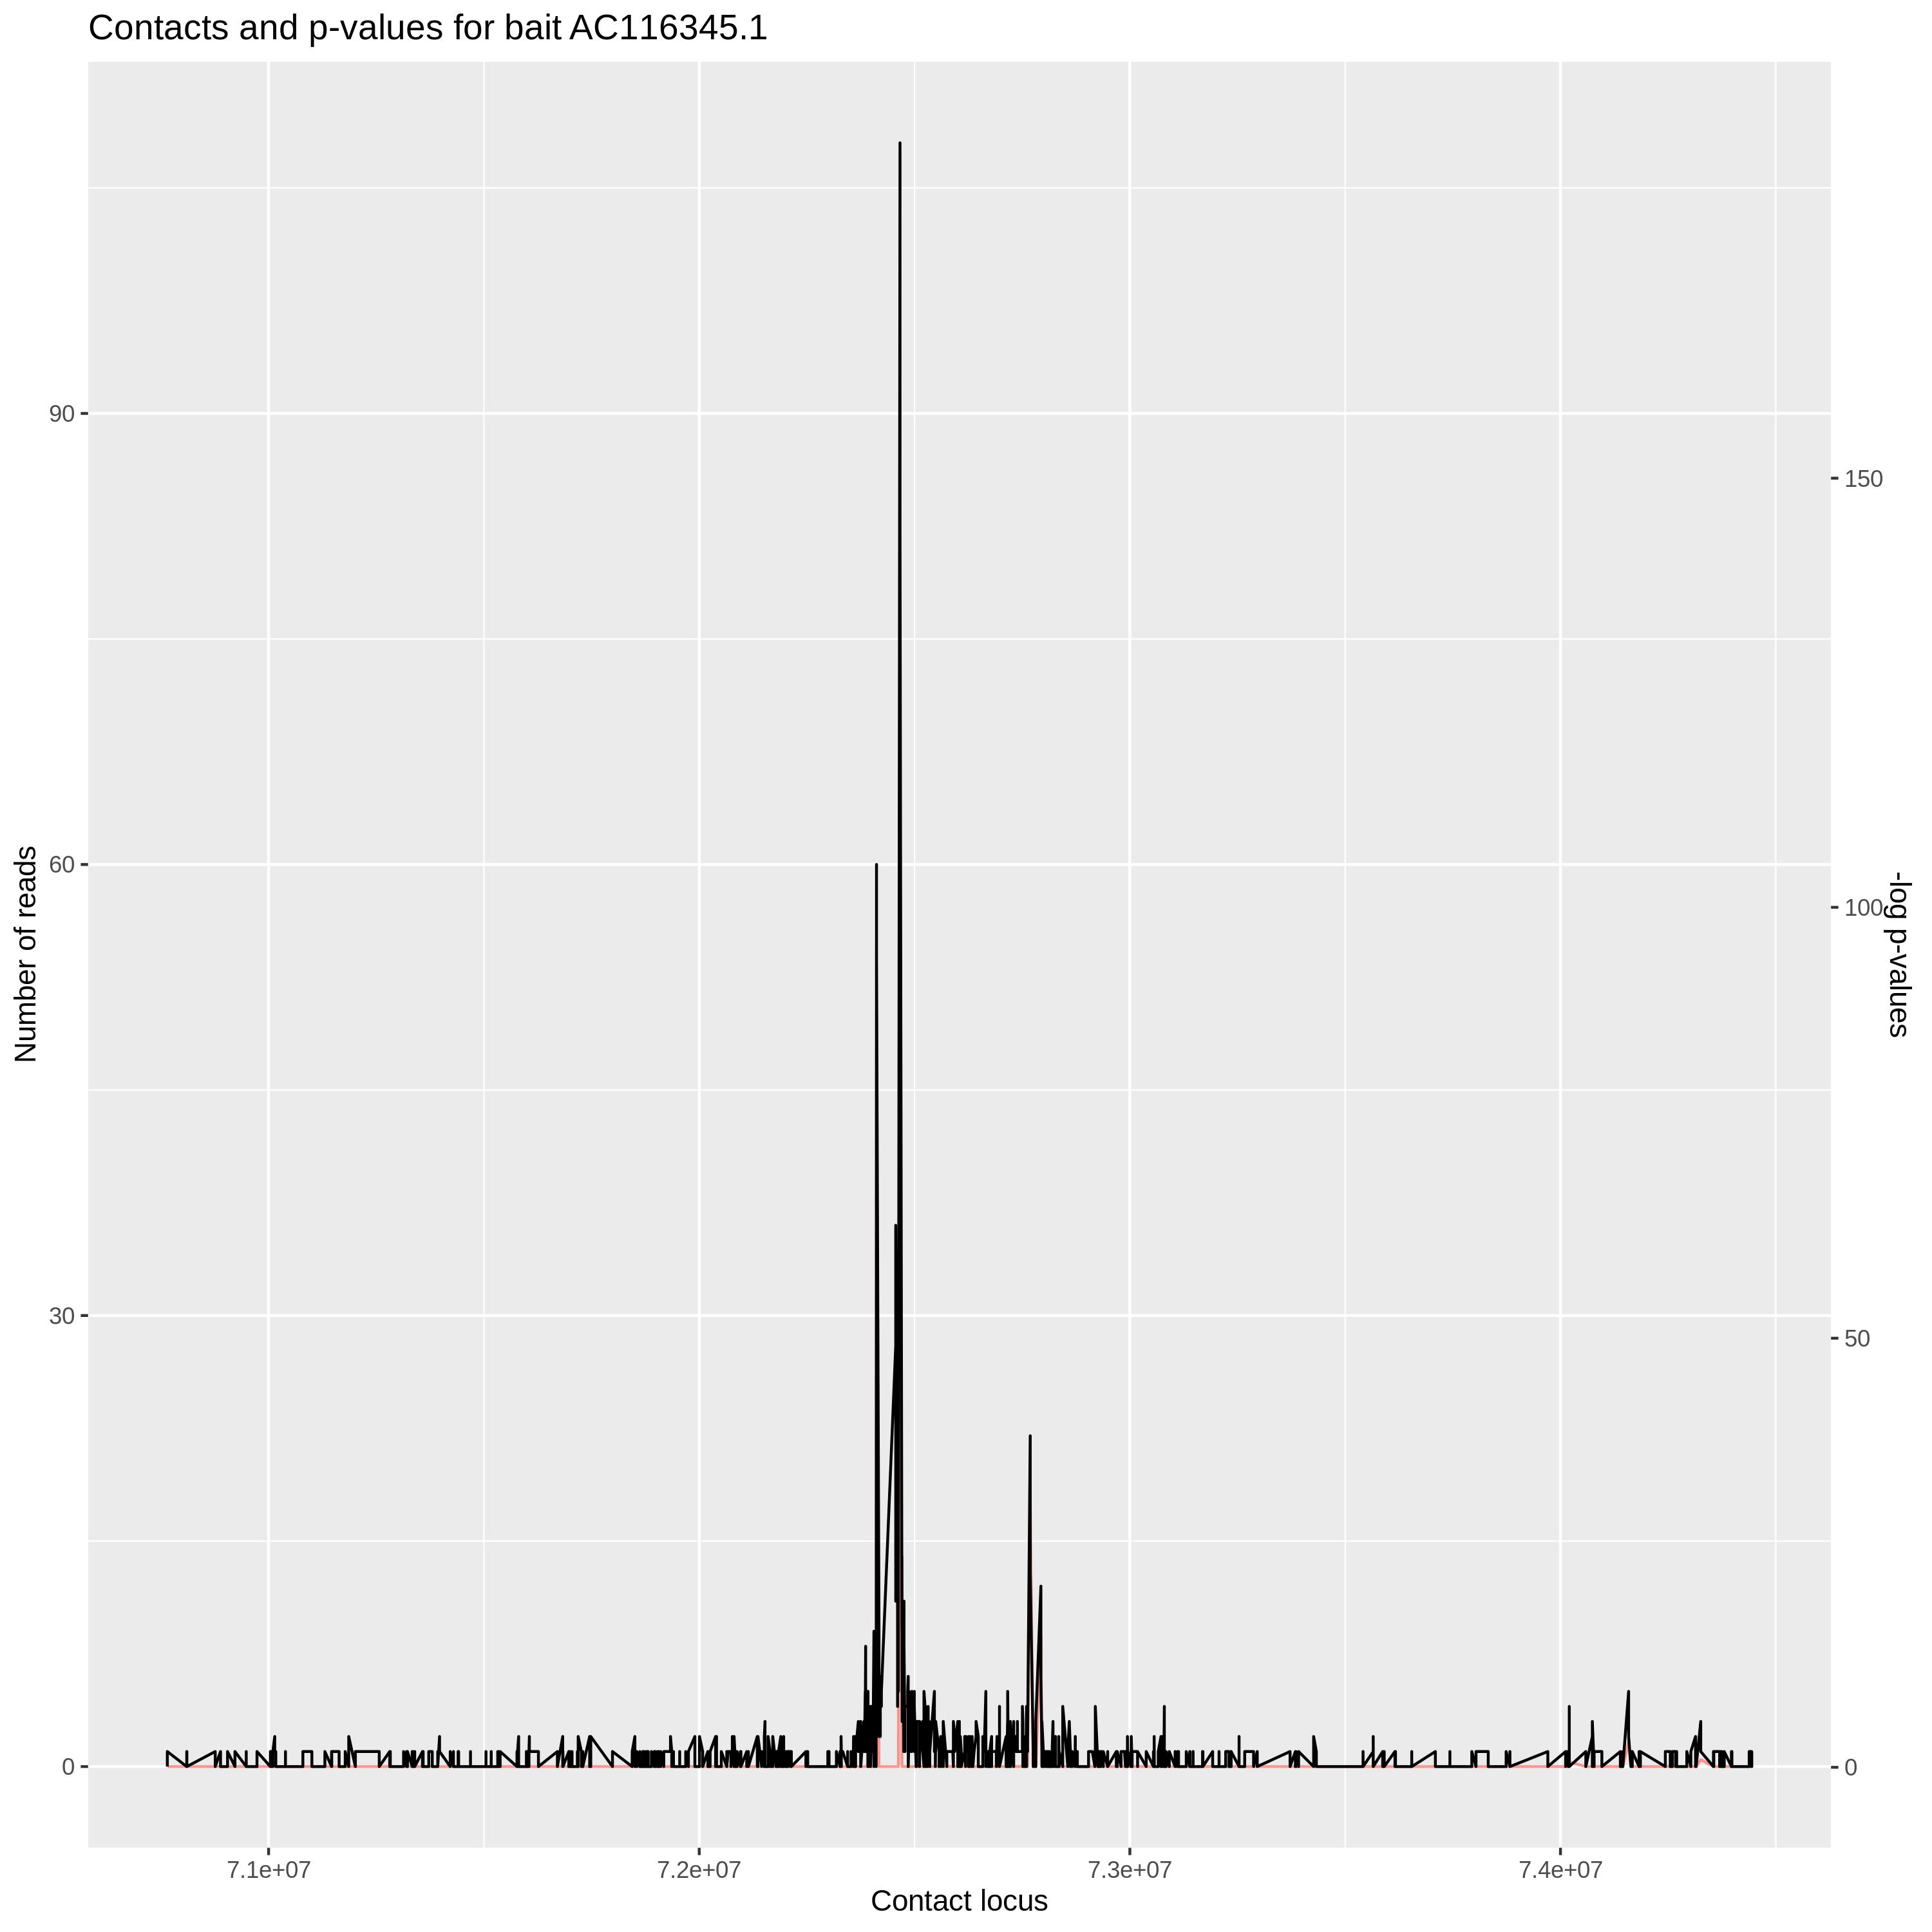 Contacts and p-values for bait AC116345.1
90
60
30
0
150
100
50
0
Number of reads
-log p-values
7.1e+07 7.2e+07 7.3e+07 7.4e+07
Contact locus